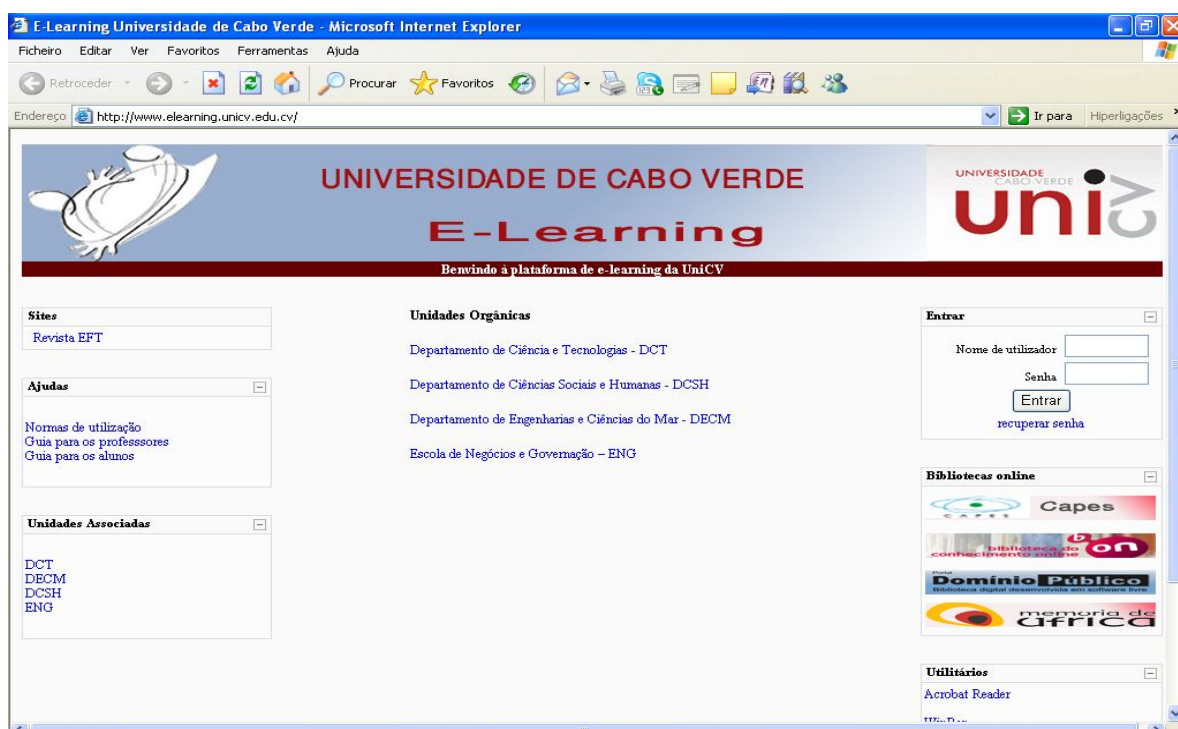 E-Learning Universidade de Cabo Verde - Microsoft Internet Explorer
Ficheiro Editar Ver Favoritos Ferramentas Ajuda
Retroceder Procurar Favoritos
Endereço http://www.elearning.unicv.edu.cv/ Ir para Hiperligações
UNIVERSIDADE DE CABO VERDE
E-Learning
UNIVERSIDADE
CABO VERDE
uni cv
Benvindo à plataforma de e-learning da UniCV
Sites
Revista EFT
Ajudas
Normas de utilização
Guia para os professsores
Guia para os alunos
Unidades Associadas
DCT
DECM
DCSH
ENG
Unidades Orgânicas
Departamento de Ciência e Tecnologias - DCT
Departamento de Ciências Sociais e Humanas - DCSH
Departamento de Engenharias e Ciências do Mar - DECM
Escola de Negócios e Governação – ENG
Entrar
Nome de utilizador
Senha
Entrar
recuperar senha
Bibliotecas online
CAPES Capes
biblioteca do
conhecimento online
b on
Portal
Domínio Público
Biblioteca digital desenvolvida em software livre
memoria de
africa
Utilitários
Acrobat Reader